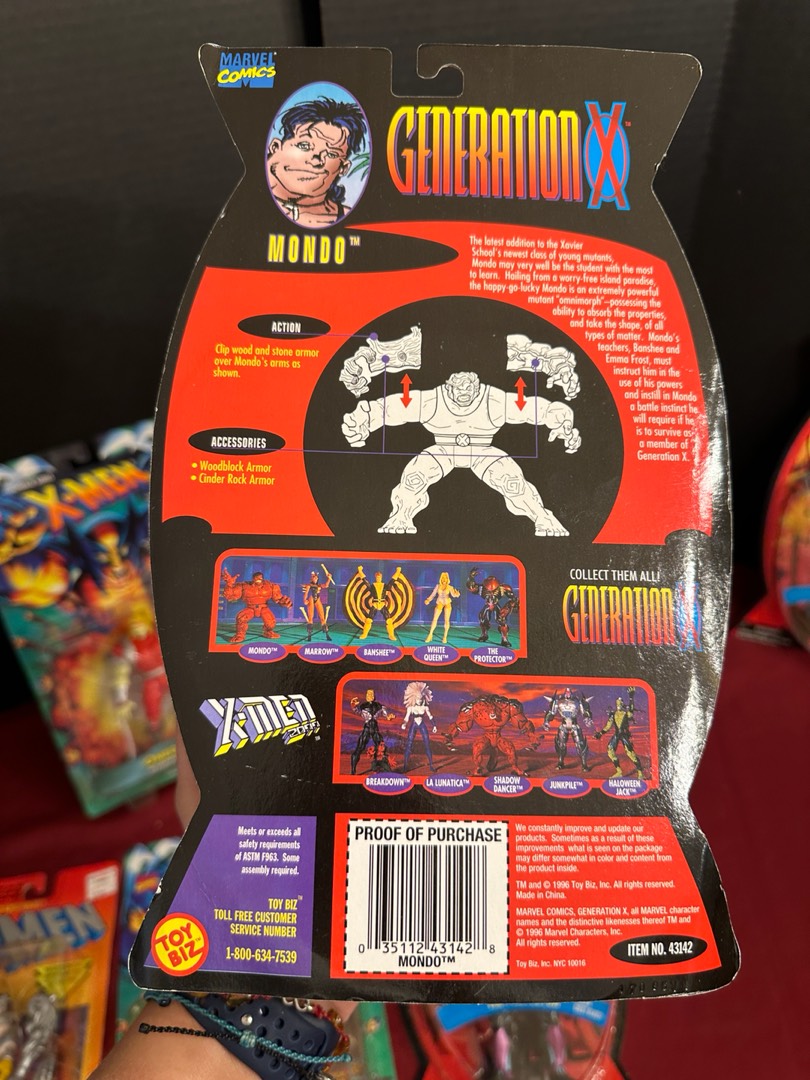 MARVEL
COMICS
GENERATION X™
MONDO™
The latest addition to the Xavier
School's newest class of young mutants,
Mondo may very well be the student with the most
to learn. Hailing from a worry-free island paradise,
the happy-go-lucky Mondo is an extremely powerful
mutant "omnimorph"–possessing the
ability to absorb the properties,
and take the shape, of all
types of matter. Mondo's
teachers, Banshee and
Emma Frost, must
instruct him in the
use of his powers
and instill in Mondo
a battle instinct he
will require if he
is to survive as
a member of
Generation X.
ACTION
Clip wood and stone armor
over Mondo's arms as
shown.
ACCESSORIES
• Woodblock Armor
• Cinder Rock Armor
MONDO™
MARROW™
BANSHEE™
WHITE
QUEEN™
THE
PROTECTOR™
COLLECT THEM ALL!
GENERATION X
X-MEN
2099
™
BREAKDOWN™
LA LUNATICA™
SHADOW
DANCER™
JUNKPILE™
HALOWEEN
JACK™
Meets or exceeds all
safety requirements
of ASTM F963. Some
assembly required.
TOY BIZ™
TOLL FREE CUSTOMER
SERVICE NUMBER
1-800-634-7539
TOY
BIZ
PROOF OF PURCHASE
0 35112 43142 8
MONDO™
We constantly improve and update our
products. Sometimes as a result of these
improvements what is seen on the package
may differ somewhat in color and content from
the product inside.
TM and © 1996 Toy Biz, Inc. All rights reserved.
Made in China.
MARVEL COMICS, GENERATION X, all MARVEL character
names and the distinctive likenesses thereof TM and
© 1996 Marvel Characters, Inc.
All rights reserved.
Toy Biz, Inc. NYC 10016
ITEM NO. 43142
X-MEN
MEN